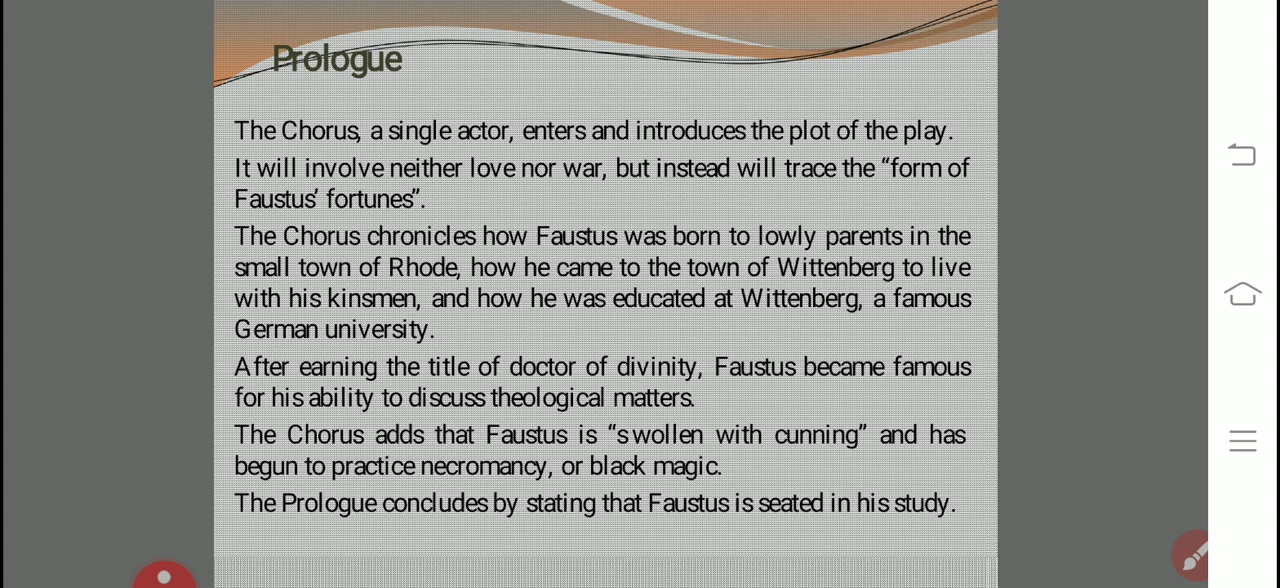 Prologue
The Chorus, a single actor, enters and introduces the plot of the play.
It will involve neither love nor war, but instead will trace the “form of
Faustus’ fortunes”.
The Chorus chronicles how Faustus was born to lowly parents in the
small town of Rhode, how he came to the town of Wittenberg to live
with his kinsmen, and how he was educated at Wittenberg, a famous
German university.
After earning the title of doctor of divinity, Faustus became famous
for his ability to discuss theological matters.
The Chorus adds that Faustus is “swollen with cunning” and has
begun to practice necromancy, or black magic.
The Prologue concludes by stating that Faustus is seated in his study.